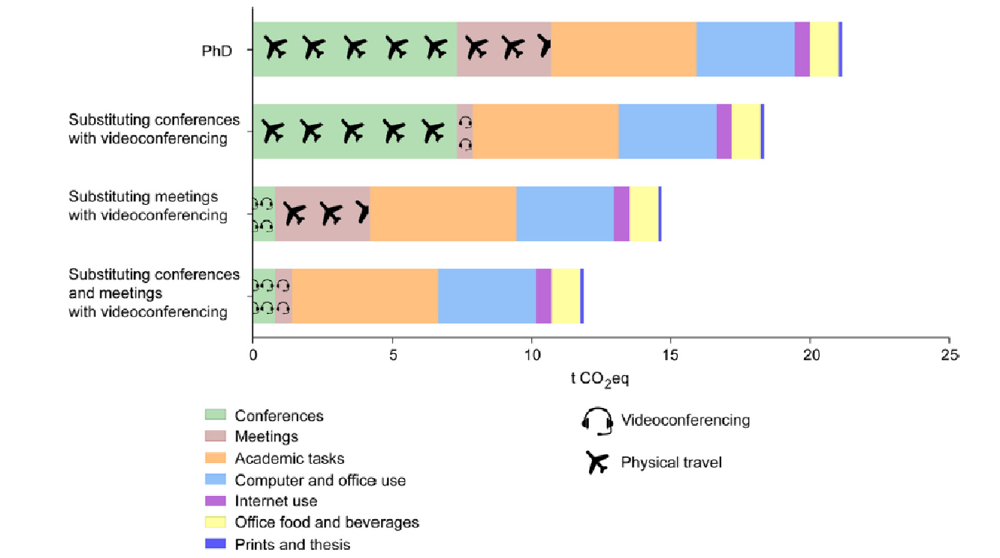 PhD
Substituting conferences
with videoconferencing
Substituting meetings
with videoconferencing
Substituting conferences
and meetings
with videoconferencing
0 5 10 15 20 25
t CO₂eq
Conferences
Meetings
Academic tasks
Computer and office use
Internet use
Office food and beverages
Prints and thesis
Videoconferencing
Physical travel